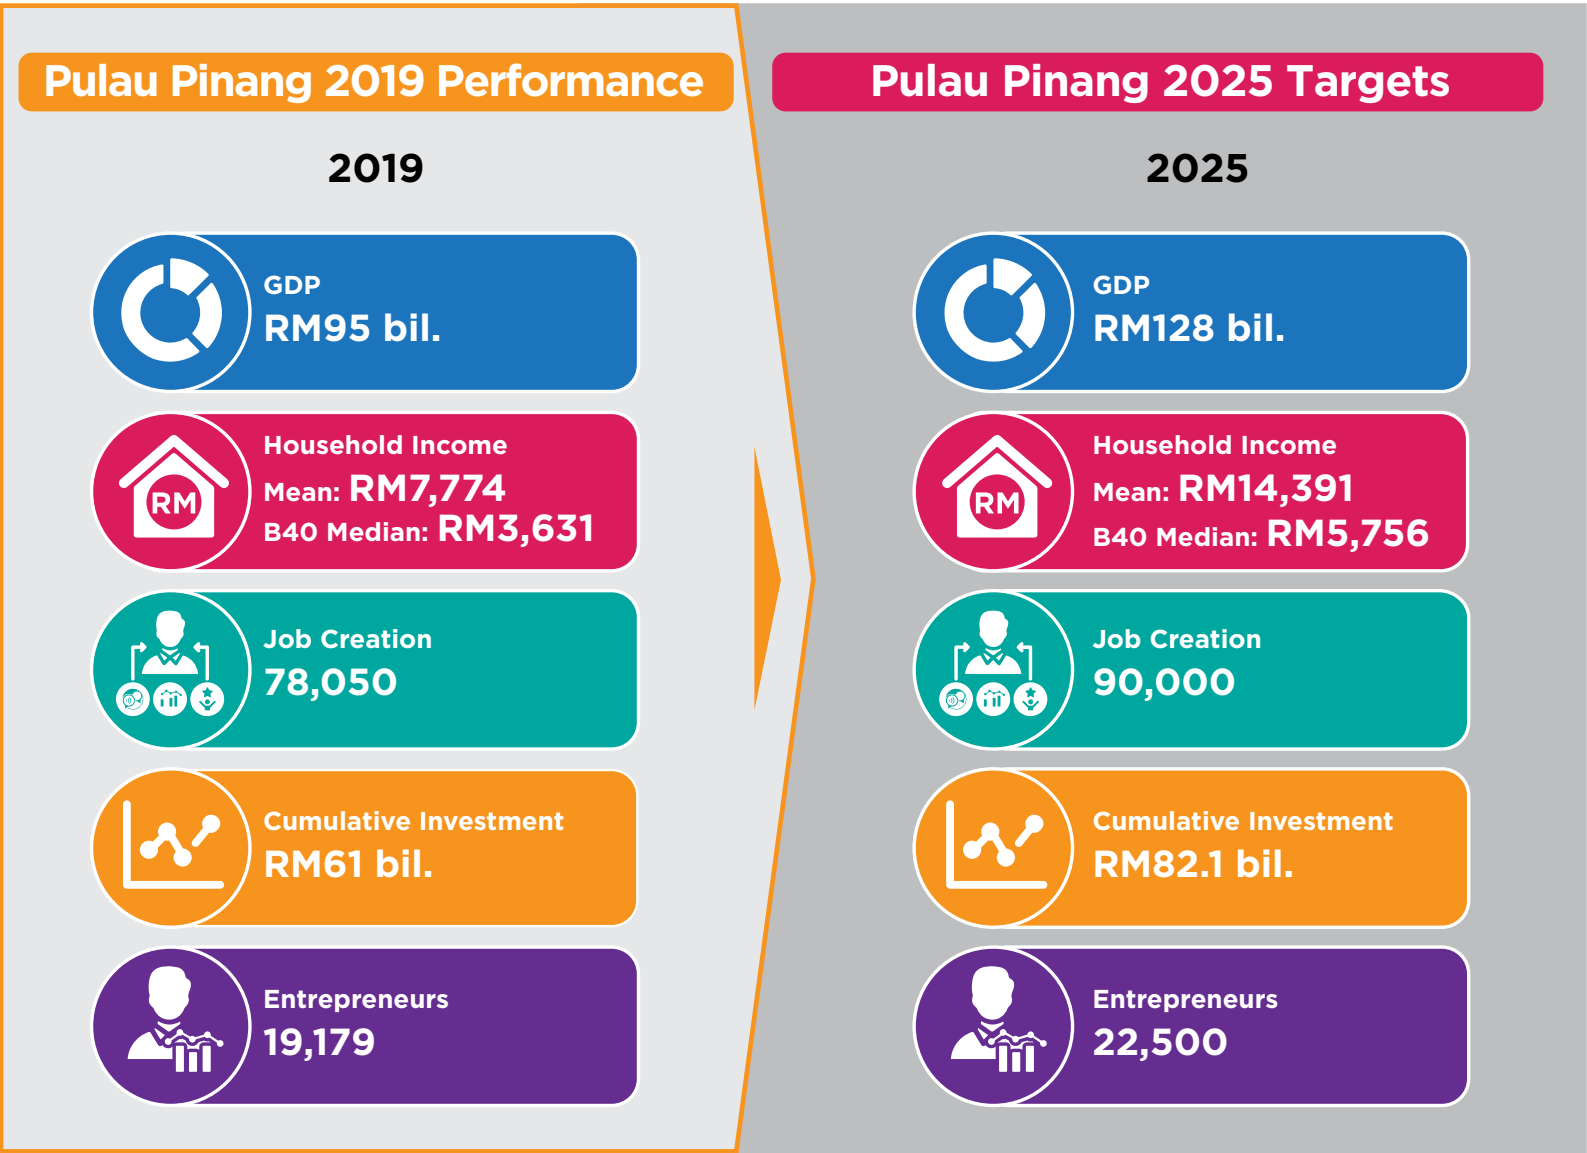 Pulau Pinang 2019 Performance
2019
GDP
RM95 bil.
RM
Household Income
Mean: RM7,774
B40 Median: RM3,631
Job Creation
78,050
Cumulative Investment
RM61 bil.
Entrepreneurs
19,179
Pulau Pinang 2025 Targets
2025
GDP
RM128 bil.
RM
Household Income
Mean: RM14,391
B40 Median: RM5,756
Job Creation
90,000
Cumulative Investment
RM82.1 bil.
Entrepreneurs
22,500